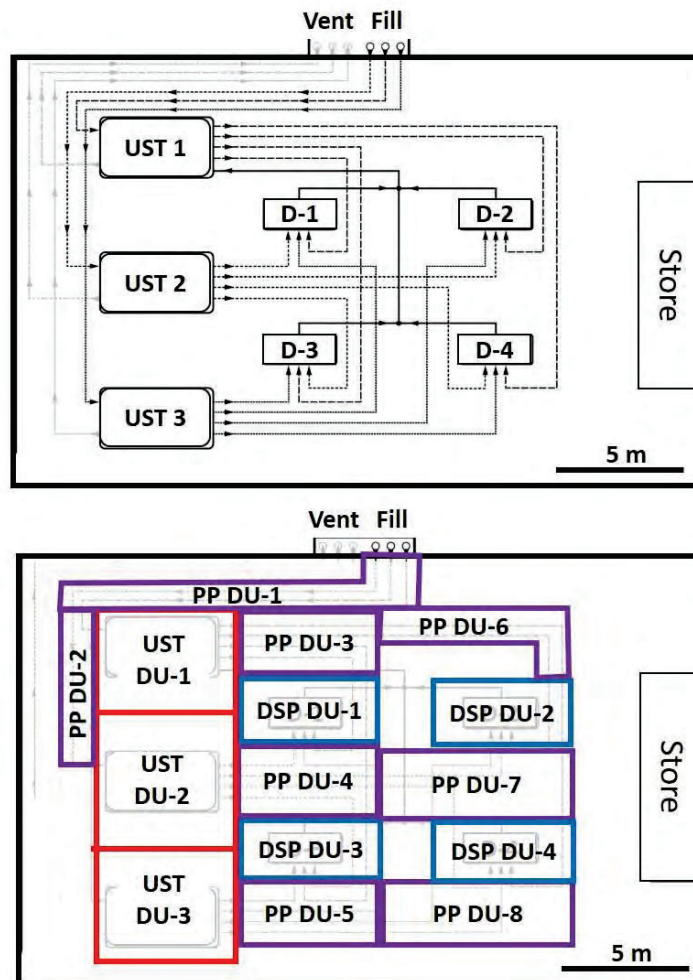 Vent Fill
UST 1
D-1
D-2
UST 2
Store
D-3
D-4
UST 3
5 m
Vent Fill
PP DU-1
PP DU-2
UST
DU-1
PP DU-3
PP DU-6
DSP DU-1
DSP DU-2
UST
DU-2
PP DU-4
PP DU-7
Store
DSP DU-3
DSP DU-4
UST
DU-3
PP DU-5
PP DU-8
5 m